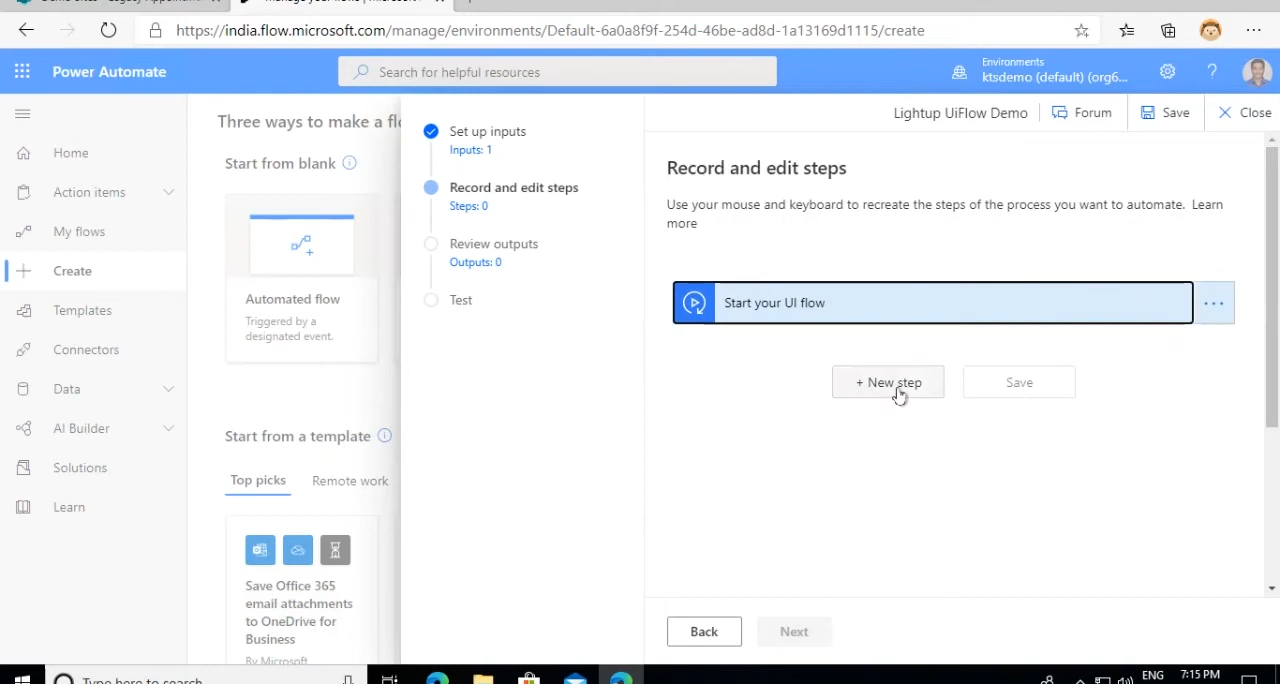 https://india.flow.microsoft.com/manage/environments/Default-6a0a8f9f-254d-46be-ad8d-1a13169d1115/create
Power Automate
Search for helpful resources
Environments
ktsdemo (default) (org6...
Home
Action items
My flows
Create
Templates
Connectors
Data
AI Builder
Solutions
Learn
Three ways to make a flo
Start from blank
Automated flow
Triggered by a
designated event.
Start from a template
Top picks
Remote work
Save Office 365
email attachments
to OneDrive for
Business
By Microsoft
Set up inputs
Inputs: 1
Record and edit steps
Steps: 0
Review outputs
Outputs: 0
Test
Lightup UiFlow Demo
Forum
Save
Close
Record and edit steps
Use your mouse and keyboard to recreate the steps of the process you want to automate. Learn
more
Start your UI flow
+ New step
Save
Back
Next
Type here to search
ENG
7:15 PM